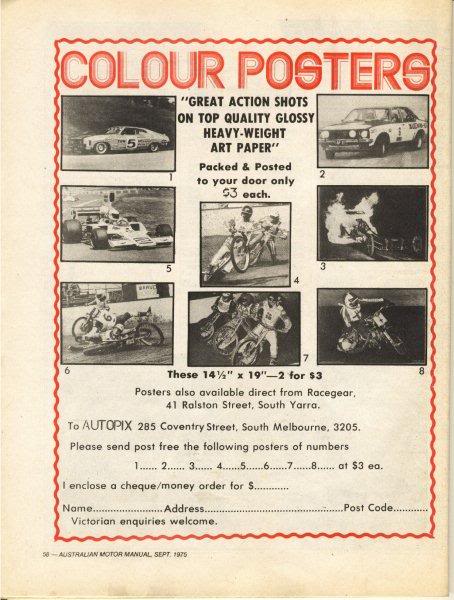 COLOUR POSTERS
"GREAT ACTION SHOTS
ON TOP QUALITY GLOSSY
HEAVY-WEIGHT
ART PAPER"
Packed & Posted
to your door only
$3 each.
1
2
5
4
3
6
7
8
These 14½" x 19"—2 for $3
Posters also available direct from Racegear,
41 Ralston Street, South Yarra.
To AUTOPIX 285 Coventry Street, South Melbourne, 3205.
Please send post free the following posters of numbers
1...... 2...... 3...... 4......5......6......7......8...... at $3 ea.
I enclose a cheque/money order for $............
Name..................Address...................................Post Code............
Victorian enquiries welcome.
56 — AUSTRALIAN MOTOR MANUAL, SEPT. 1975